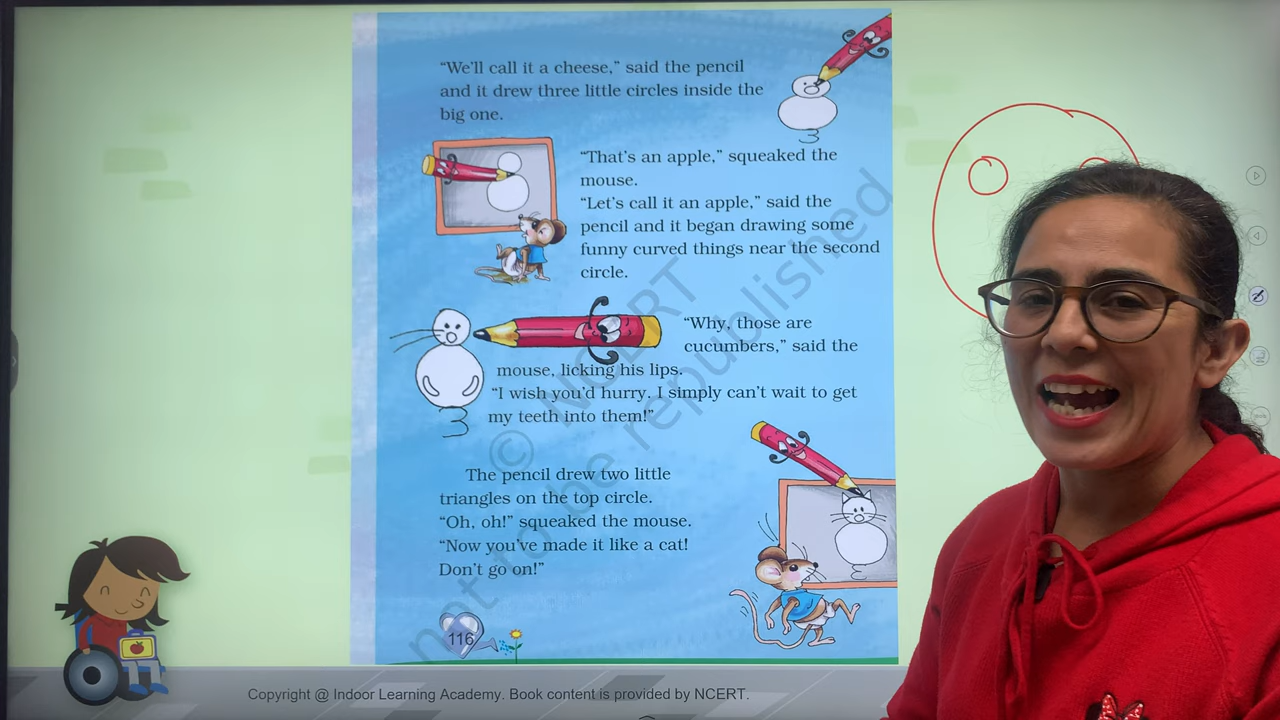 "We'll call it a cheese," said the pencil
and it drew three little circles inside the
big one.
"That's an apple," squeaked the
mouse.
"Let's call it an apple," said the
pencil and it began drawing some
funny curved things near the second
circle.
"Why, those are
cucumbers," said the
mouse, licking his lips.
"I wish you'd hurry. I simply can't wait to get
my teeth into them!"
The pencil drew two little
triangles on the top circle.
"Oh, oh!" squeaked the mouse.
"Now you've made it like a cat!
Don't go on!"
© NCERT
not to be republished
116
Copyright @ Indoor Learning Academy. Book content is provided by NCERT.